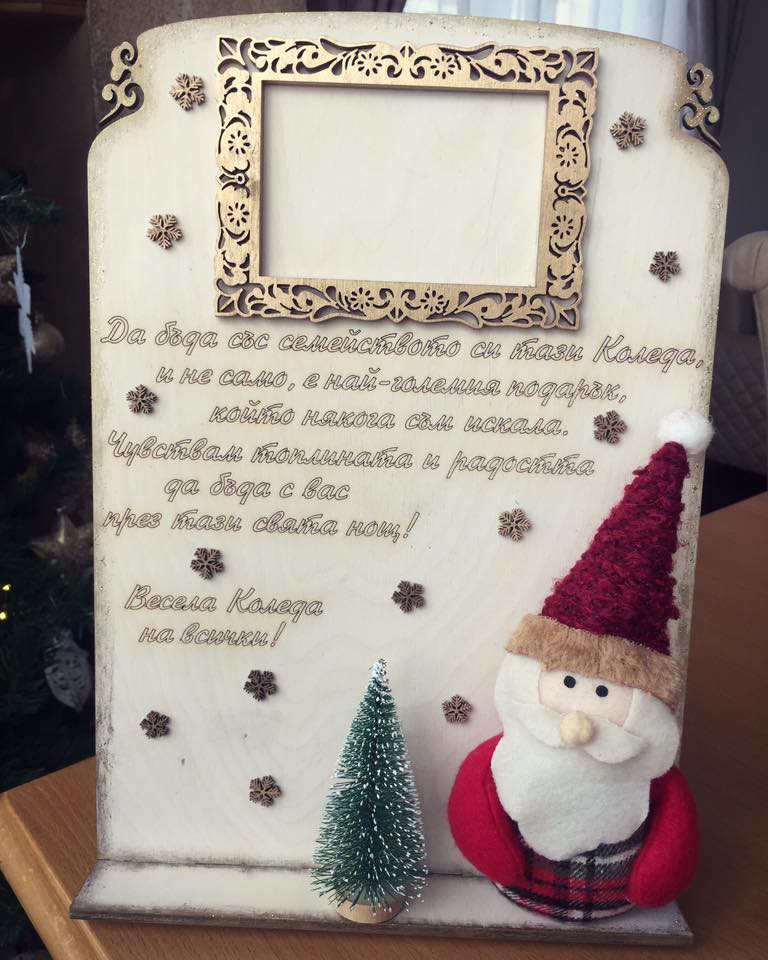 Да бъда със семейството си тази Коледа,
и не само, е най-големия подарък,
който някога съм искала.
Чувствам топлината и радостта
да бъда с вас
през тази свята нощ!
Весела Коледа
на всички!